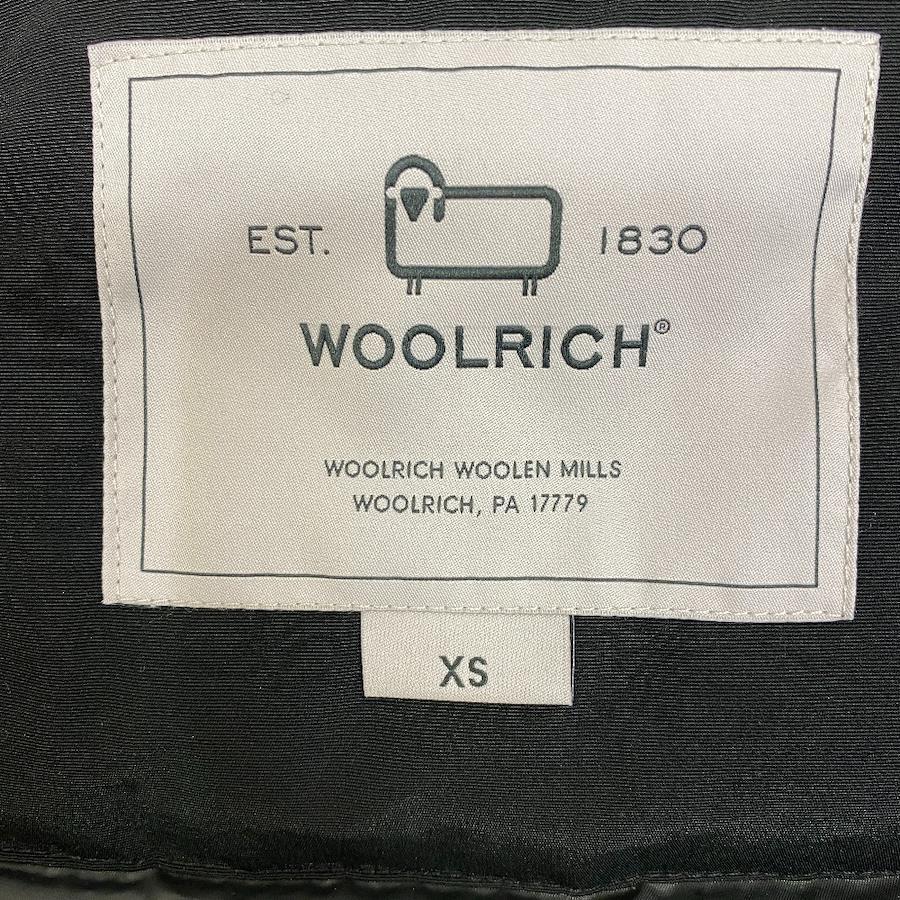 EST. 1830
WOOLRICH®
WOOLRICH WOOLEN MILLS
WOOLRICH, PA 17779
XS